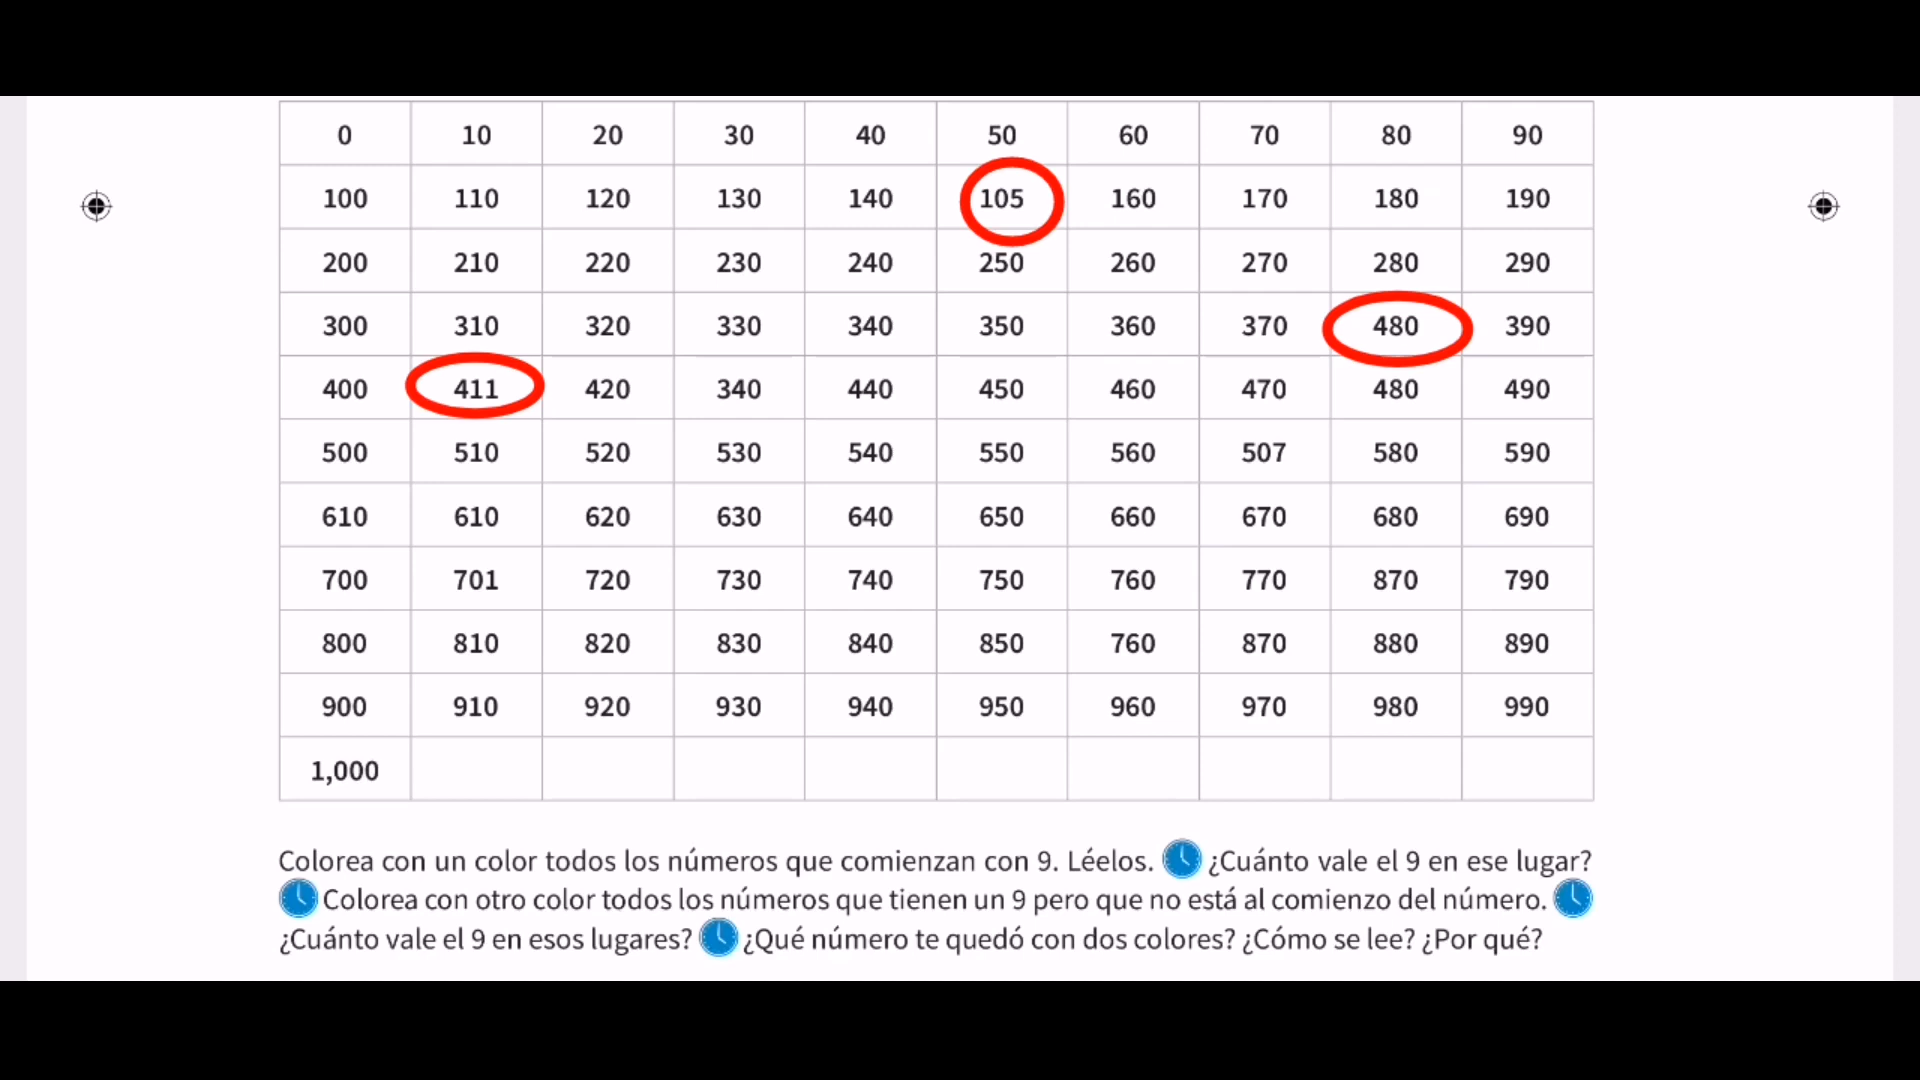 0 10 20 30 40 50 60 70 80 90
100 110 120 130 140 105 160 170 180 190
200 210 220 230 240 250 260 270 280 290
300 310 320 330 340 350 360 370 480 390
400 411 420 340 440 450 460 470 480 490
500 510 520 530 540 550 560 507 580 590
610 610 620 630 640 650 660 670 680 690
700 701 720 730 740 750 760 770 870 790
800 810 820 830 840 850 760 870 880 890
900 910 920 930 940 950 960 970 980 990
1,000
Colorea con un color todos los números que comienzan con 9. Léelos. ¿Cuánto vale el 9 en ese lugar?
Colorea con otro color todos los números que tienen un 9 pero que no está al comienzo del número.
¿Cuánto vale el 9 en esos lugares? ¿Qué número te quedó con dos colores? ¿Cómo se lee? ¿Por qué?